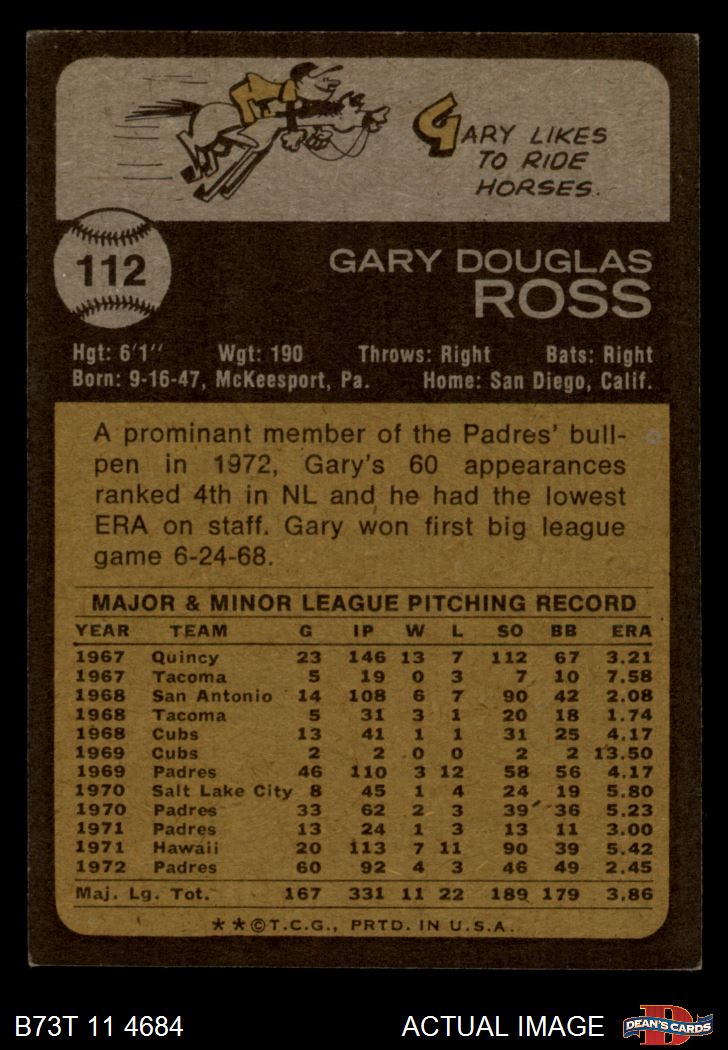 GARY LIKES
TO RIDE
HORSES.
112
GARY DOUGLAS
ROSS
Hgt: 6'1'' Wgt: 190 Throws: Right Bats: Right
Born: 9-16-47, McKeesport, Pa. Home: San Diego, Calif.
A prominant member of the Padres' bull-
pen in 1972, Gary's 60 appearances
ranked 4th in NL and he had the lowest
ERA on staff. Gary won first big league
game 6-24-68.
MAJOR & MINOR LEAGUE PITCHING RECORD
YEAR TEAM G IP W L SO BB ERA
1967 Quincy 23 146 13 7 112 67 3.21
1967 Tacoma 5 19 0 3 7 10 7.58
1968 San Antonio 14 108 6 7 90 42 2.08
1968 Tacoma 5 31 3 1 20 18 1.74
1968 Cubs 13 41 1 1 31 25 4.17
1969 Cubs 2 2 0 0 2 2 13.50
1969 Padres 46 110 3 12 58 56 4.17
1970 Salt Lake City 8 45 1 4 24 19 5.80
1970 Padres 33 62 2 3 39 36 5.23
1971 Padres 13 24 1 3 13 11 3.00
1971 Hawaii 20 113 7 11 90 39 5.42
1972 Padres 60 92 4 3 46 49 2.45
Maj. Lg. Tot. 167 331 11 22 189 179 3.86
**©T.C.G., PRTD. IN U.S.A.
B73T 11 4684 ACTUAL IMAGE D DEAN'S CARDS